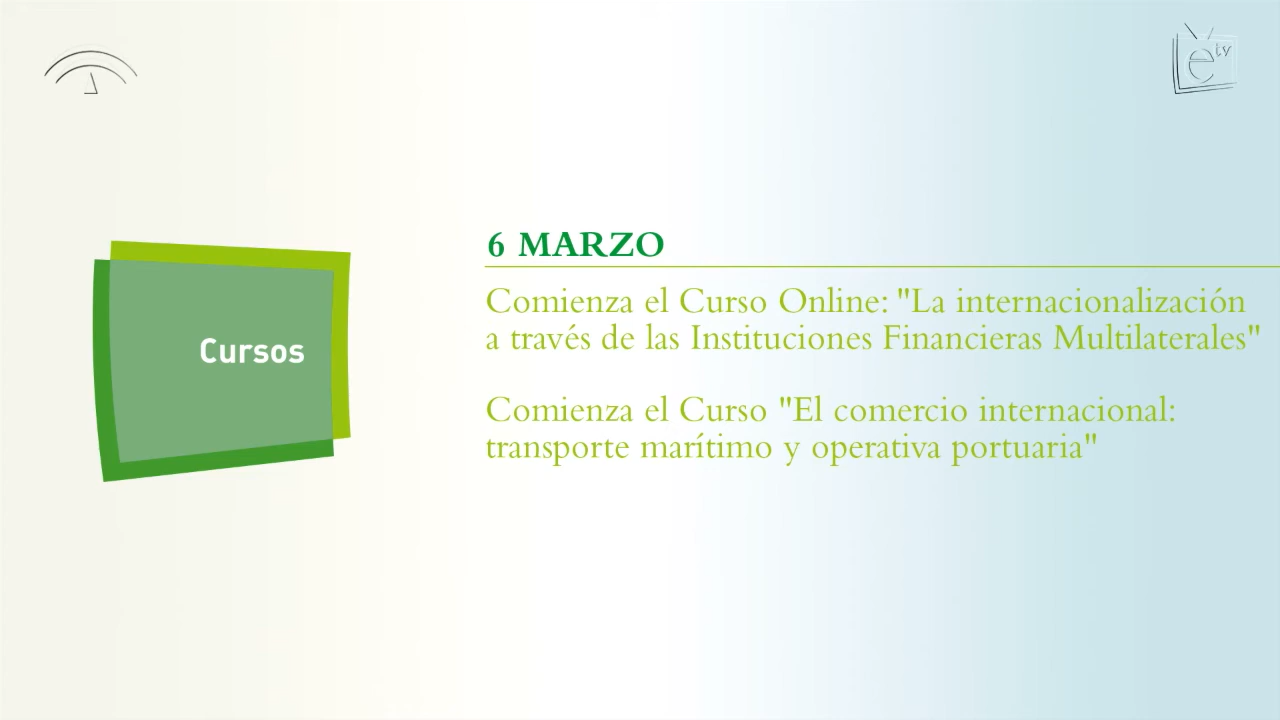 e tv
Cursos
6 MARZO
Comienza el Curso Online: "La internacionalización
a través de las Instituciones Financieras Multilaterales"
Comienza el Curso "El comercio internacional:
transporte marítimo y operativa portuaria"